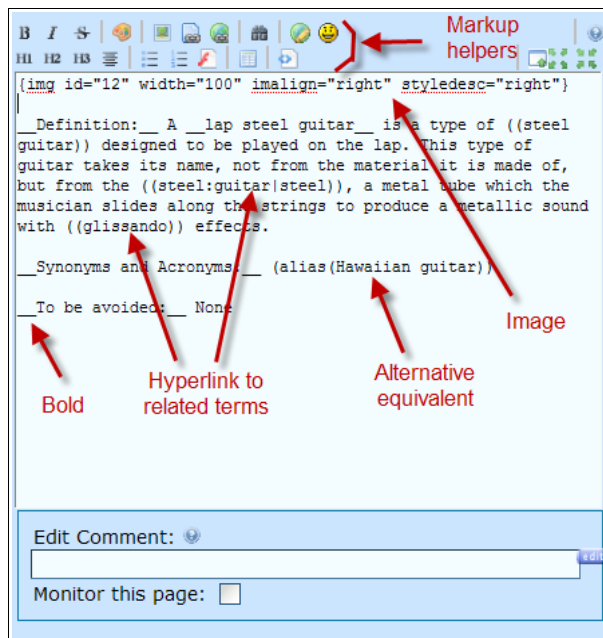 B I S
Markup
helpers
H1 H2 H3
{img id="12" width="100" imalign="right" styledesc="right"}
__Definition:__ A __lap steel guitar__ is a type of ((steel
guitar)) designed to be played on the lap. This type of
guitar takes its name, not from the material it is made of,
but from the ((steel:guitar|steel)), a metal tube which the
musician slides along the strings to produce a metallic sound
with ((glissando)) effects.
__Synonyms and Acronyms:__ (alias(Hawaiian guitar))
__To be avoided:__ None
Image
Bold
Hyperlink to
related terms
Alternative
equivalent
Edit Comment:
edit
Monitor this page: